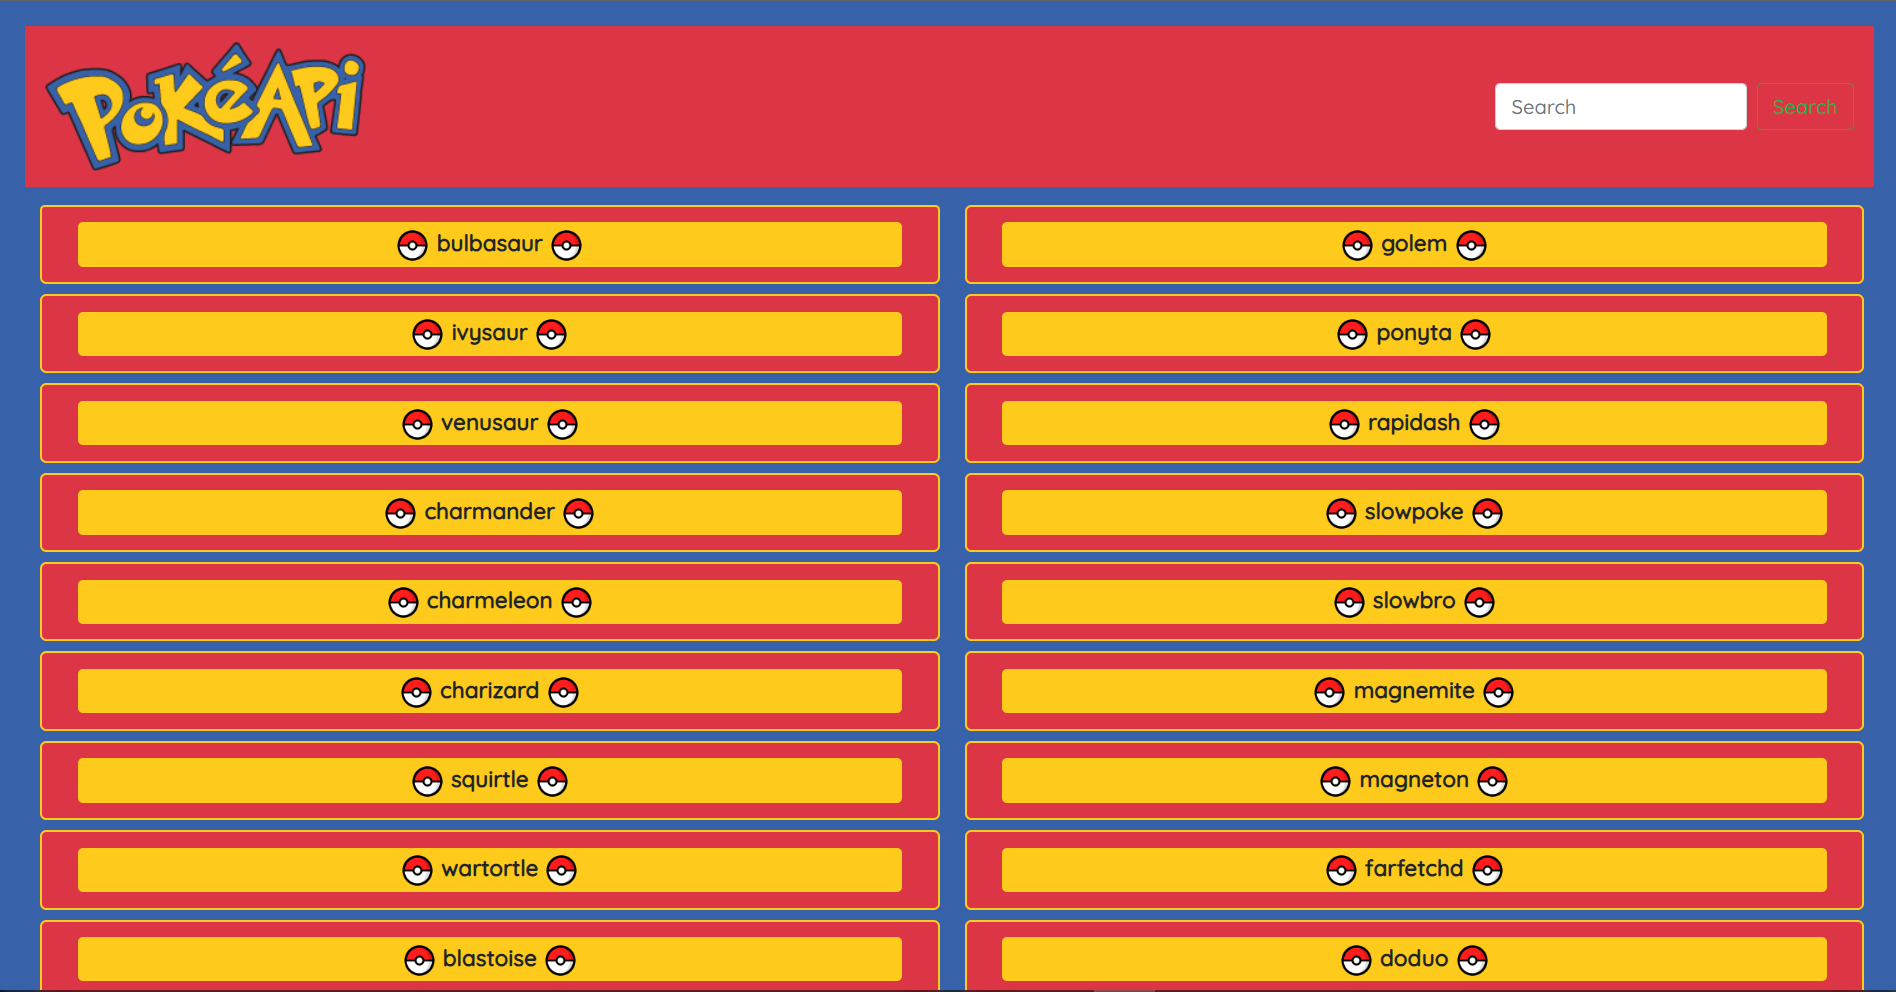 PokéAPi
Search
Search
bulbasaur
golem
ivysaur
ponyta
venusaur
rapidash
charmander
slowpoke
charmeleon
slowbro
charizard
magnemite
squirtle
magneton
wartortle
farfetchd
blastoise
doduo